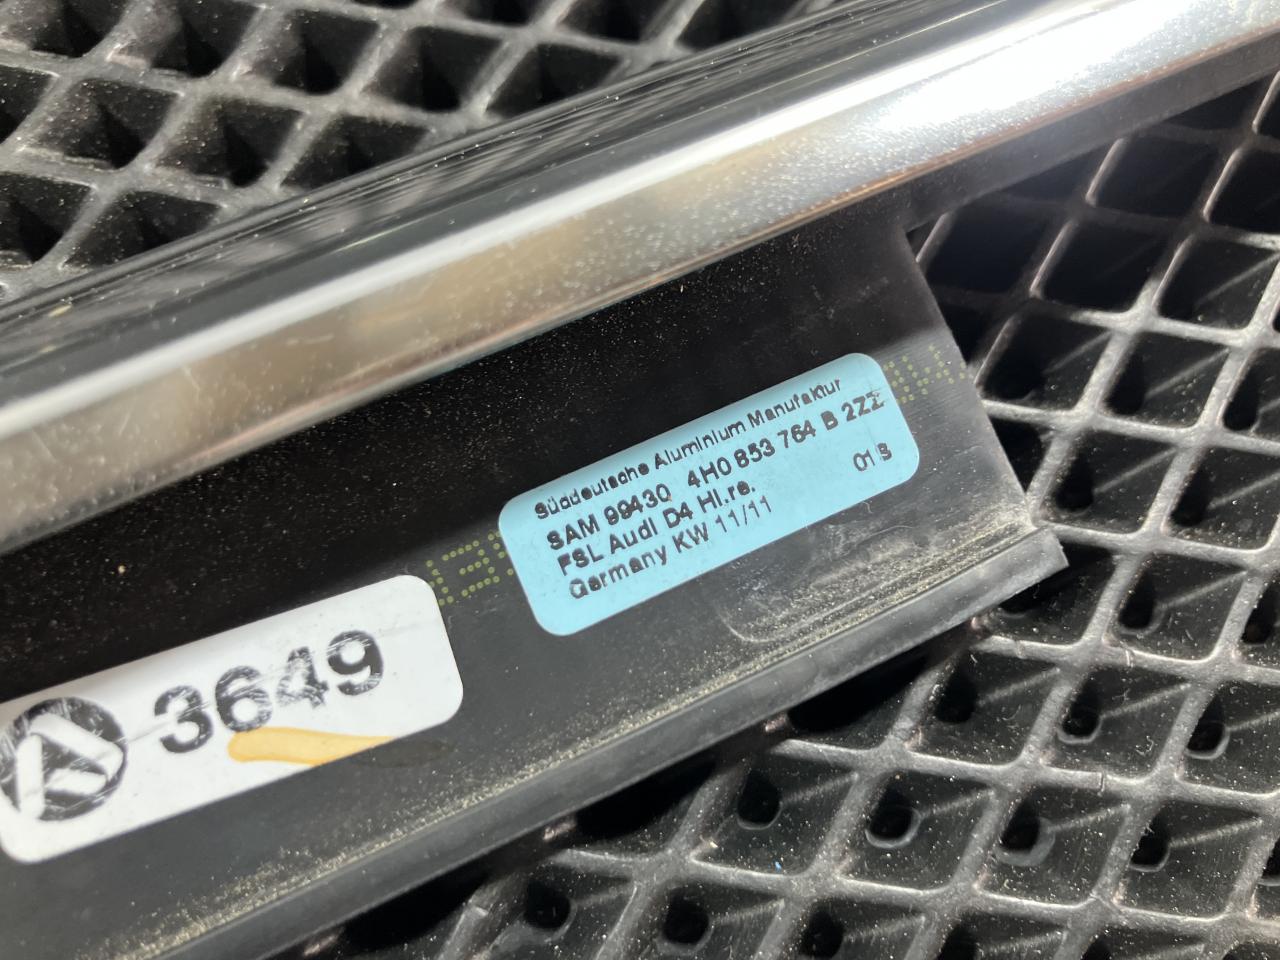 Süddeutsche Aluminium Manufaktur
SAM 99430 4H0 853 764 B 2ZZ
FSL Audi D4 Hl.re.
Germany KW 11/11
3649